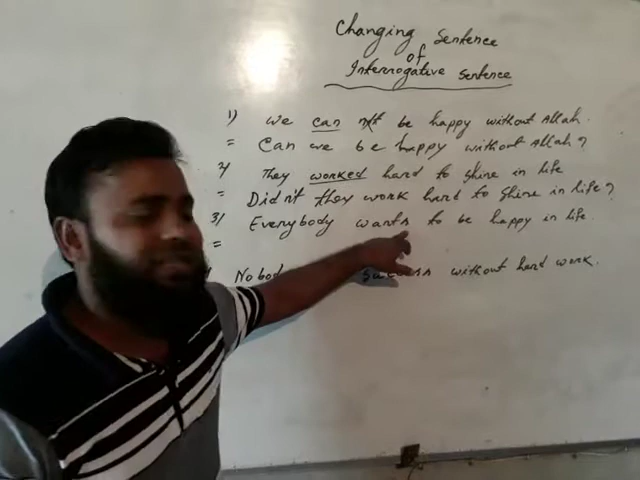 Changing Sentence
of
Interrogative sentence
1) We can not be happy without Allah.
= Can we be happy without Allah?
2) They worked hard to shine in life
= Didn't they work hard to shine in life?
3) Everybody wants to be happy in life.
=
Nobod success without hard work.